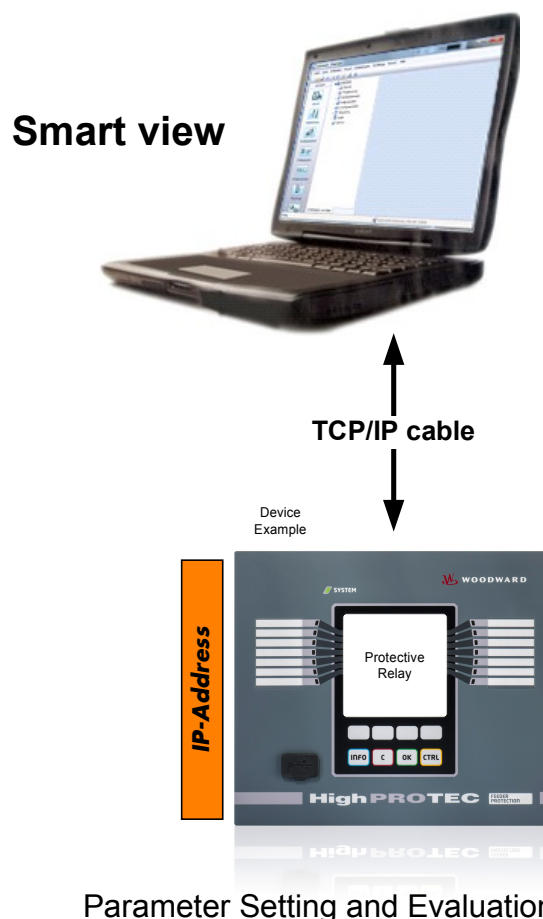 Smart view
TCP/IP cable
Device
Example
IP-Address
WOODWARD
SYSTEM
Protective
Relay
INFO
C
OK
CTRL
HighPROTEC
FEEDER
PROTECTION
Parameter Setting and Evaluation